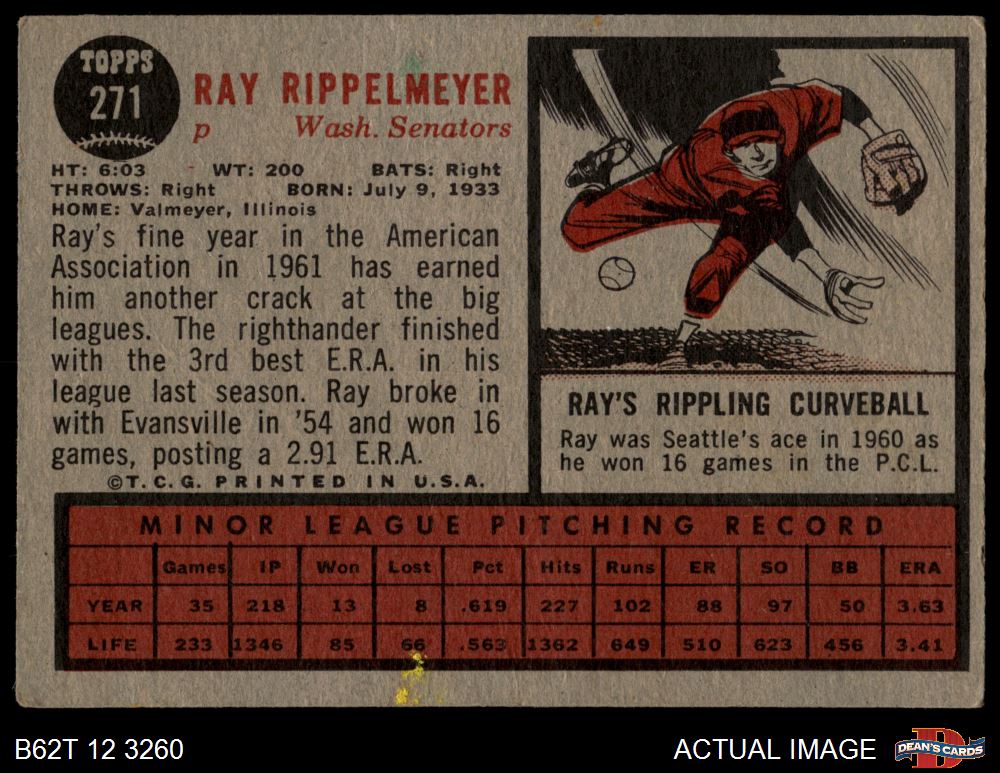 TOPPS
271
RAY RIPPELMEYER
p Wash. Senators
HT: 6:03 WT: 200 BATS: Right
THROWS: Right BORN: July 9, 1933
HOME: Valmeyer, Illinois
Ray's fine year in the American
Association in 1961 has earned
him another crack at the big
leagues. The righthander finished
with the 3rd best E.R.A. in his
league last season. Ray broke in
with Evansville in '54 and won 16
games, posting a 2.91 E.R.A.
©T.C.G. PRINTED IN U.S.A.
RAY'S RIPPLING CURVEBALL
Ray was Seattle's ace in 1960 as
he won 16 games in the P.C.L.
MINOR LEAGUE PITCHING RECORD
Games IP Won Lost Pct Hits Runs ER SO BB ERA
YEAR 35 218 13 8 .619 227 102 88 97 50 3.63
LIFE 233 1346 85 66 .563 1362 649 510 623 456 3.41
B62T 12 3260 ACTUAL IMAGE DEAN'S CARDS